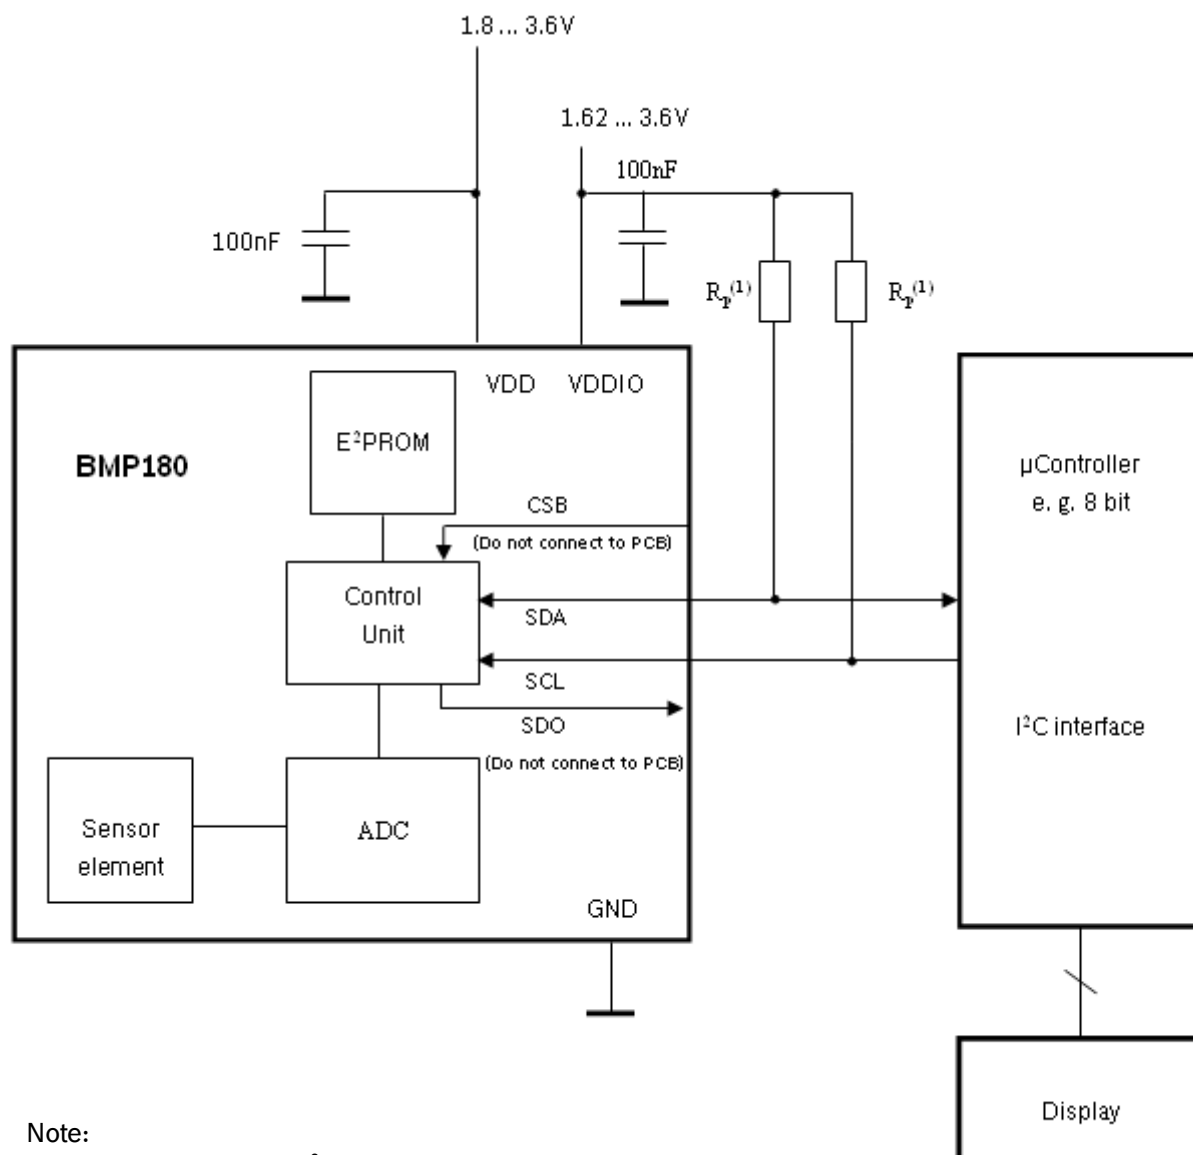 1.8 ... 3.6V
1.62 ... 3.6V
100nF
100nF
Rp(1)
Rp(1)
VDD
VDDIO
E²PROM
BMP180
CSB
(Do not connect to PCB)
Control
Unit
SDA
SCL
SDO
(Do not connect to PCB)
Sensor
element
ADC
GND
µController
e. g. 8 bit
I²C interface
Display
Note: